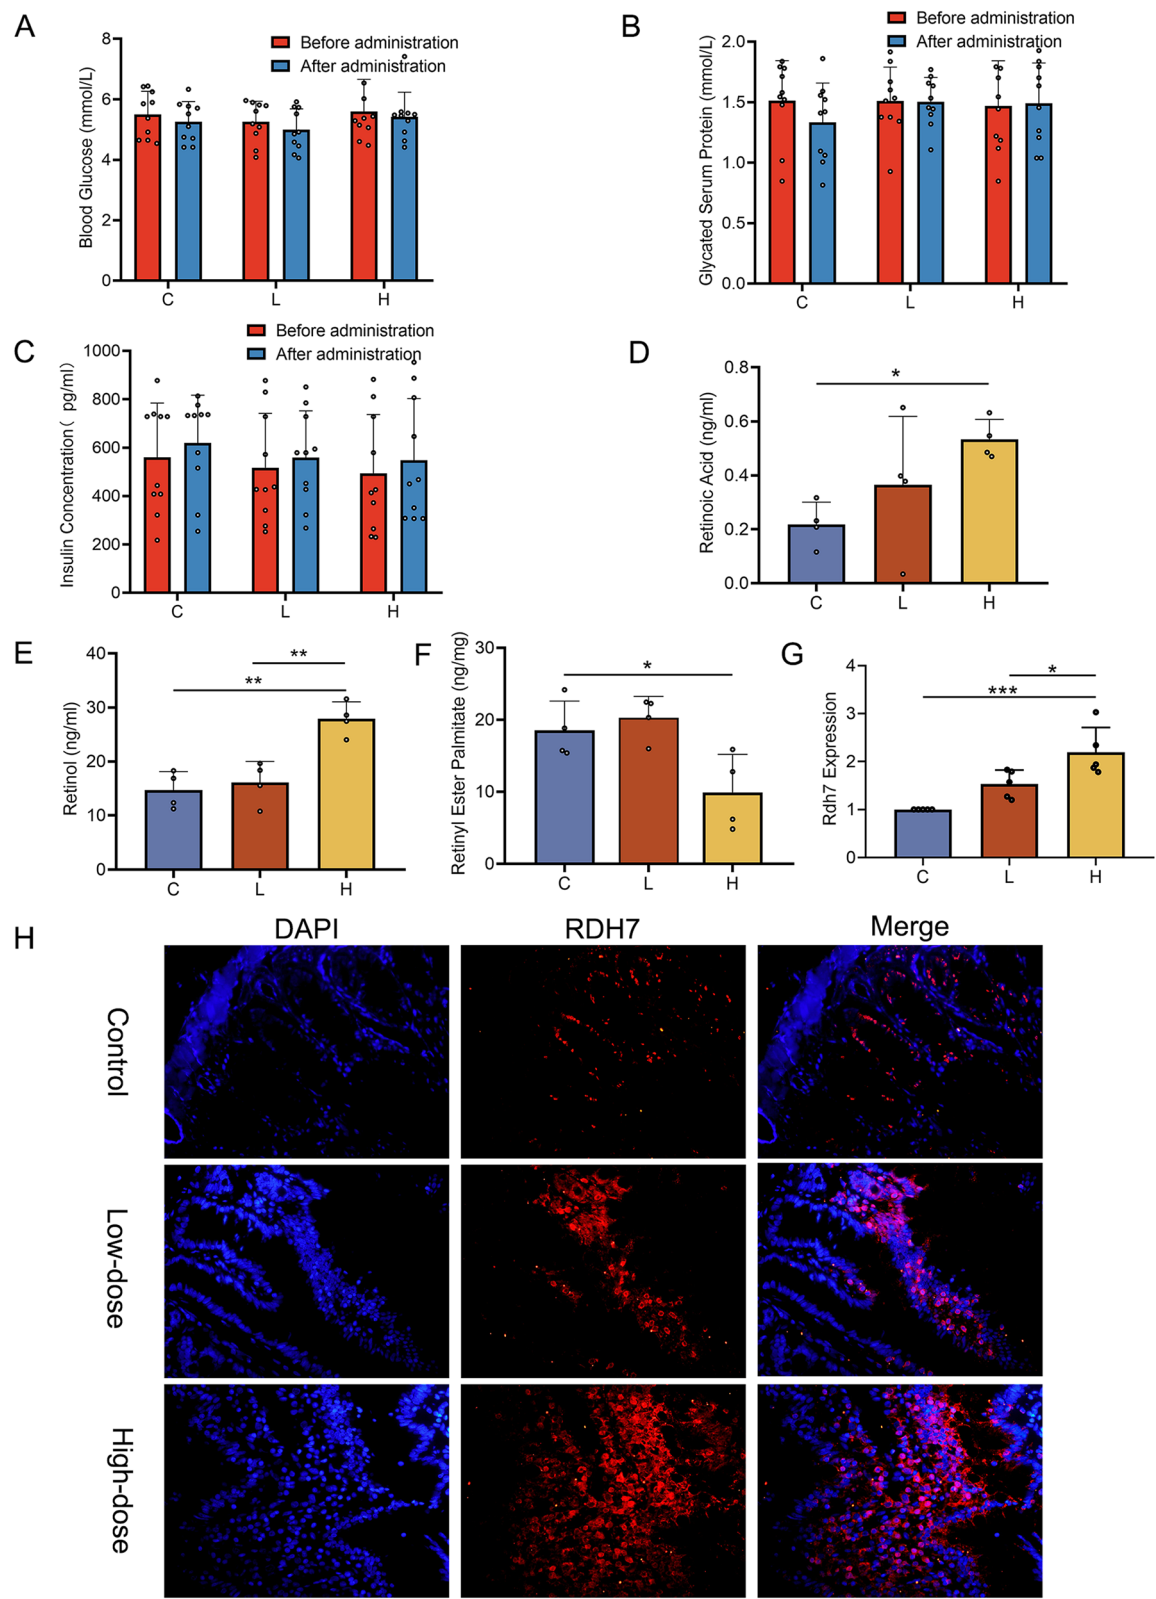 A
Blood Glucose (mmol/L)
8
6
4
2
0
Before administration
After administration
C L H
B
Glycated Serum Protein (mmol/L)
2.0
1.5
1.0
0.5
0.0
Before administration
After administration
C L H
C
Insulin Concentration( pg/ml)
1000
800
600
400
200
0
Before administration
After administration
C L H
D
Retinoic Acid (ng/ml)
0.8
0.6
0.4
0.2
0.0
*
C L H
E
Retinol (ng/ml)
40
30
20
10
0
**
**
C L H
F
Retinyl Ester Palmitate (ng/mg)
30
20
10
0
*
C L H
G
Rdh7 Expression
4
3
2
1
0
*
***
C L H
H
DAPI RDH7 Merge
Control
Low-dose
High-dose